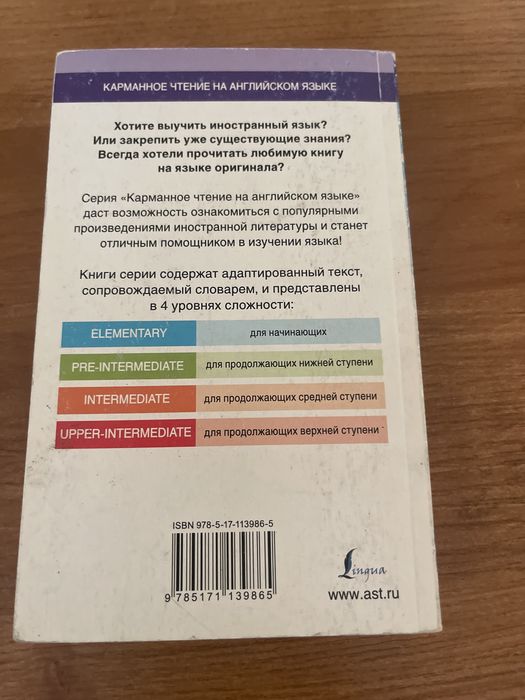 КАРМАННОЕ ЧТЕНИЕ НА АНГЛИЙСКОМ ЯЗЫКЕ
Хотите выучить иностранный язык?
Или закрепить уже существующие знания?
Всегда хотели прочитать любимую книгу
на языке оригинала?
Серия «Карманное чтение на английском языке»
даст возможность ознакомиться с популярными
произведениями иностранной литературы и станет
отличным помощником в изучении языка!
Книги серии содержат адаптированный текст,
сопровождаемый словарем, и представлены
в 4 уровнях сложности:
ELEMENTARY для начинающих
PRE-INTERMEDIATE для продолжающих нижней ступени
INTERMEDIATE для продолжающих средней ступени
UPPER-INTERMEDIATE для продолжающих верхней ступени
ISBN 978-5-17-113986-5
9 785171 139865
Lingua
www.ast.ru